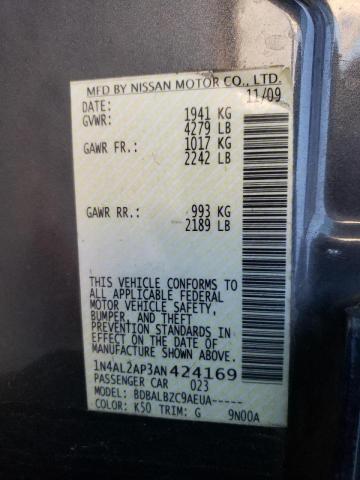 MFD BY NISSAN MOTOR CO., LTD.
DATE: 11/09
GVWR: 1941 KG
4279 LB
GAWR FR.: 1017 KG
2242 LB
GAWR RR.: 993 KG
2189 LB
THIS VEHICLE CONFORMS TO
ALL APPLICABLE FEDERAL
MOTOR VEHICLE SAFETY,
BUMPER, AND THEFT
PREVENTION STANDARDS IN
EFFECT ON THE DATE OF
MANUFACTURE SHOWN ABOVE.
1N4AL2AP3AN424169
PASSENGER CAR 023
MODEL: BDBALBZC9AEUA-----
COLOR: K50 TRIM: G 9N00A